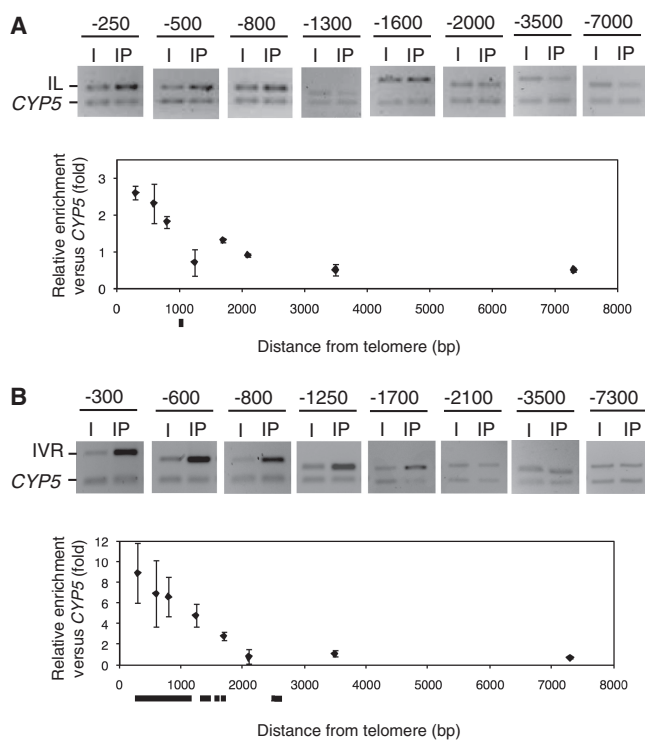 A
-250 -500 -800 -1300 -1600 -2000 -3500 -7000
I IP I IP I IP I IP I IP I IP I IP I IP
IL
CYP5
Relative enrichment
versus CYP5 (fold)
3
2
1
0
0 1000 2000 3000 4000 5000 6000 7000 8000
Distance from telomere (bp)
B
-300 -600 -800 -1250 -1700 -2100 -3500 -7300
I IP I IP I IP I IP I IP I IP I IP I IP
IVR
CYP5
Relative enrichment
versus CYP5 (fold)
12
10
8
6
4
2
0
0 1000 2000 3000 4000 5000 6000 7000 8000
Distance from telomere (bp)